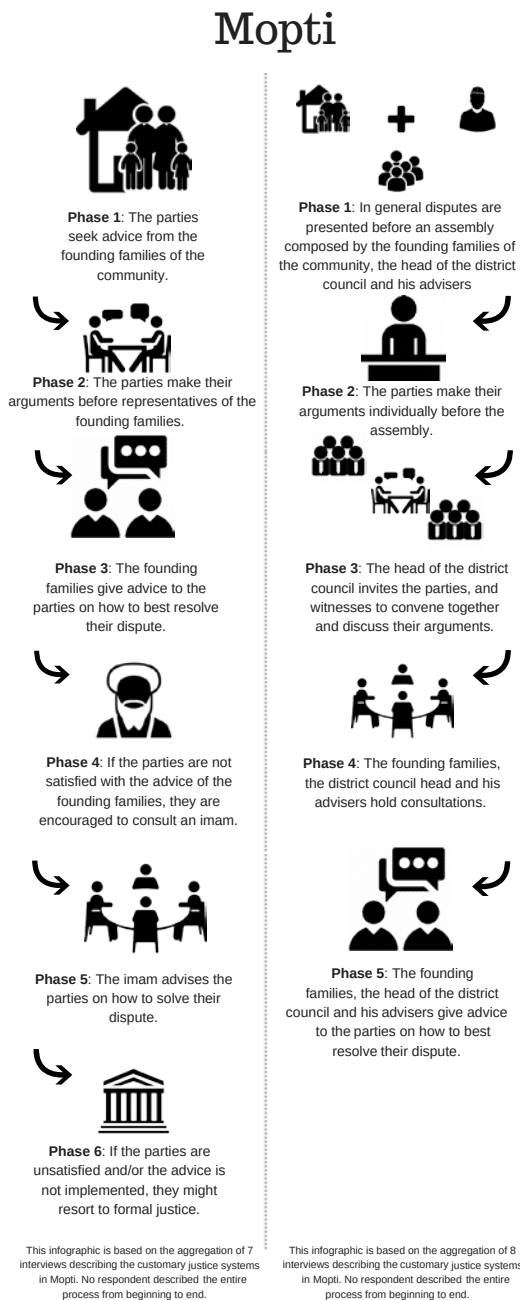 Mopti
Phase 1: The parties
seek advice from the
founding families of the
community.
Phase 2: The parties make their
arguments before representatives of the
founding families.
Phase 3: The founding
families give advice to the
parties on how to best resolve
their dispute.
Phase 4: If the parties are not
satisfied with the advice of the
founding families, they are
encouraged to consult an imam.
Phase 5: The imam advises the
parties on how to solve their
dispute.
Phase 6: If the parties are
unsatisfied and/or the advice is
not implemented, they might
resort to formal justice.
This infographic is based on the aggregation of 7
interviews describing the customary justice systems
in Mopti. No respondent described the entire
process from beginning to end.
Phase 1: In general disputes are
presented before an assembly
composed by the founding families of
the community, the head of the district
council and his advisers
Phase 2: The parties make their
arguments individually before the
assembly.
Phase 3: The head of the district
council invites the parties, and
witnesses to convene together
and discuss their arguments.
Phase 4: The founding families,
the district council head and his
advisers hold consultations.
Phase 5: The founding
families, the head of the district
council and his advisers give advice
to the parties on how to best
resolve their dispute.
This infographic is based on the aggregation of 8
interviews describing the customary justice systems
in Mopti. No respondent described the entire
process from beginning to end.